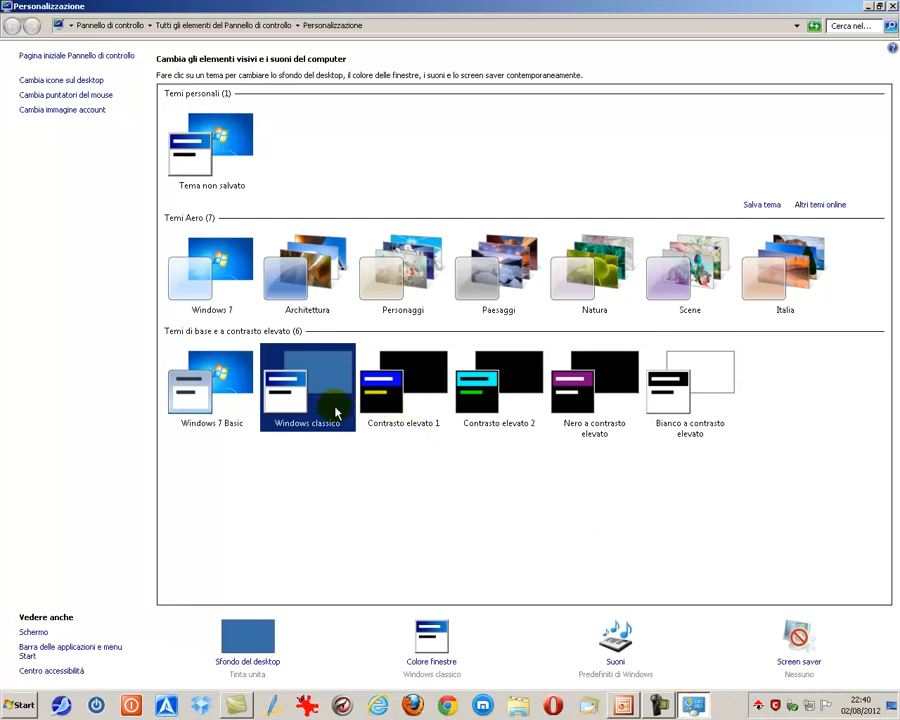 Personalizzazione
Pannello di controllo
Tutti gli elementi del Pannello di controllo
Personalizzazione
Cerca nel...
Pagina iniziale Pannello di controllo
Cambia icone sul desktop
Cambia puntatori del mouse
Cambia immagine account
Cambia gli elementi visivi e i suoni del computer
Fare clic su un tema per cambiare lo sfondo del desktop, il colore delle finestre, i suoni e lo screen saver contemporaneamente.
Temi personali (1)
Tema non salvato
Salva tema
Altri temi online
Temi Aero (7)
Windows 7
Architettura
Personaggi
Paesaggi
Natura
Scene
Italia
Temi di base e a contrasto elevato (6)
Windows 7 Basic
Windows classico
Contrasto elevato 1
Contrasto elevato 2
Nero a contrasto
elevato
Bianco a contrasto
elevato
Vedere anche
Schermo
Barra delle applicazioni e menu
Start
Centro accessibilità
Sfondo del desktop
Tinta unita
Colore finestre
Windows classico
Suoni
Predefiniti di Windows
Screen saver
Nessuno
Start
22:40
02/08/2012